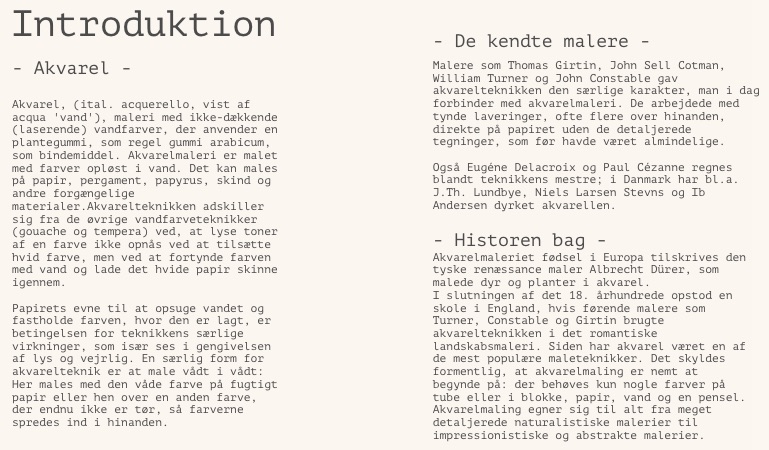 Introduktion
- Akvarel -
Akvarel, (ital. acquerello, vist af
acqua 'vand'), maleri med ikke-dækkende
(laserende) vandfarver, der anvender en
plantegummi, som regel gummi arabicum,
som bindemiddel. Akvarelmaleri er malet
med farver opløst i vand. Det kan males
på papir, pergament, papyrus, skind og
andre forgængelige
materialer.Akvarelteknikken adskiller
sig fra de øvrige vandfarveteknikker
(gouache og tempera) ved, at lyse toner
af en farve ikke opnås ved at tilsætte
hvid farve, men ved at fortynde farven
med vand og lade det hvide papir skinne
igennem.
Papirets evne til at opsuge vandet og
fastholde farven, hvor den er lagt, er
betingelsen for teknikkens særlige
virkninger, som især ses i gengivelsen
af lys og vejrlig. En særlig form for
akvarelteknik er at male vådt i vådt:
Her males med den våde farve på fugtigt
papir eller hen over en anden farve,
der endnu ikke er tør, så farverne
spredes ind i hinanden.
- De kendte malere -
Malere som Thomas Girtin, John Sell Cotman,
William Turner og John Constable gav
akvarelteknikken den særlige karakter, man i dag
forbinder med akvarelmaleri. De arbejdede med
tynde laveringer, ofte flere over hinanden,
direkte på papiret uden de detaljerede
tegninger, som før havde været almindelige.
Også Eugéne Delacroix og Paul Cézanne regnes
blandt teknikkens mestre; i Danmark har bl.a.
J.Th. Lundbye, Niels Larsen Stevns og Ib
Andersen dyrket akvarellen.
- Historen bag -
Akvarelmaleriet fødsel i Europa tilskrives den
tyske renæssance maler Albrecht Dürer, som
malede dyr og planter i akvarel.
I slutningen af det 18. århundrede opstod en
skole i England, hvis førende malere som
Turner, Constable og Girtin brugte
akvarelteknikken i det romantiske
landskabsmaleri. Siden har akvarel været en af
de mest populære maleteknikker. Det skyldes
formentlig, at akvarelmaling er nemt at
begynde på: der behøves kun nogle farver på
tube eller i blokke, papir, vand og en pensel.
Akvarelmaling egner sig til alt fra meget
detaljerede naturalistiske malerier til
impressionistiske og abstrakte malerier.